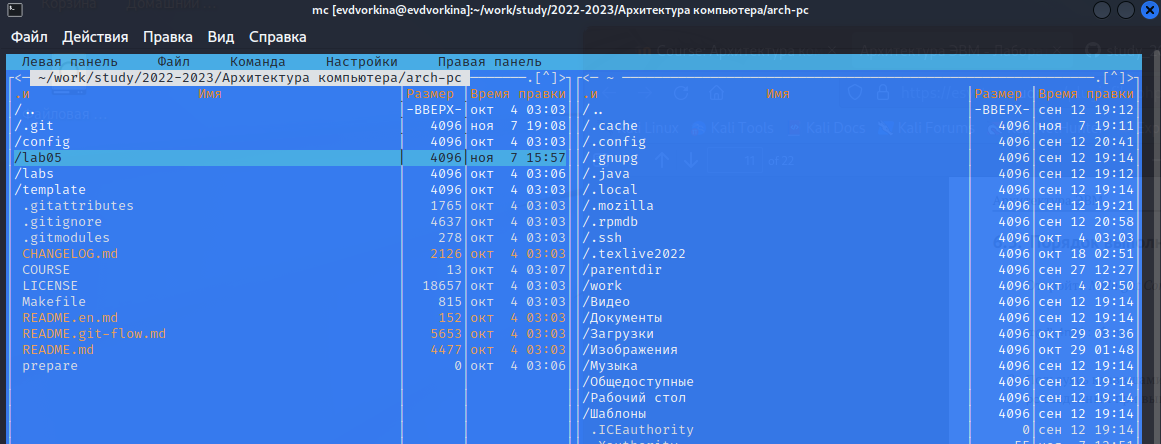 mc [evdvorkina@evdvorkina]:~/work/study/2022-2023/Архитектура компьютера/arch-pc
Файл Действия Правка Вид Справка
Левая панель Файл Команда Настройки Правая панель
<─ ~/work/study/2022-2023/Архитектура компьютера/arch-pc .[^]>
.и Имя Размер Время правки
/.. -ВВЕРХ- окт 4 03:03
/.git 4096 ноя 7 19:08
/config 4096 окт 4 03:03
/lab05 4096 ноя 7 15:57
/labs 4096 окт 4 03:06
/template 4096 окт 4 03:03
.gitattributes 1765 окт 4 03:03
.gitignore 4637 окт 4 03:03
.gitmodules 278 окт 4 03:03
CHANGELOG.md 2126 окт 4 03:03
COURSE 13 окт 4 03:07
LICENSE 18657 окт 4 03:03
Makefile 815 окт 4 03:03
README.en.md 152 окт 4 03:03
README.git-flow.md 5653 окт 4 03:03
README.md 4477 окт 4 03:03
prepare 0 окт 4 03:06
<─ ~ .[^]>
.и Имя Размер Время правки
/.. -ВВЕРХ- сен 12 19:12
/.cache 4096 ноя 7 19:11
/.config 4096 сен 12 20:41
/.gnupg 4096 сен 12 19:14
/.java 4096 сен 12 19:12
/.local 4096 сен 12 19:14
/.mozilla 4096 сен 12 19:21
/.rpmdb 4096 сен 12 20:58
/.ssh 4096 окт 4 03:03
/.texlive2022 4096 окт 18 02:51
/parentdir 4096 сен 27 12:27
/work 4096 окт 4 02:50
/Видео 4096 сен 12 19:14
/Документы 4096 сен 12 19:14
/Загрузки 4096 окт 29 03:36
/Изображения 4096 окт 29 01:48
/Музыка 4096 сен 12 19:14
/Общедоступные 4096 сен 12 19:14
/Рабочий стол 4096 сен 12 19:14
/Шаблоны 4096 сен 12 19:14
.ICEauthority 0 сен 12 19:14